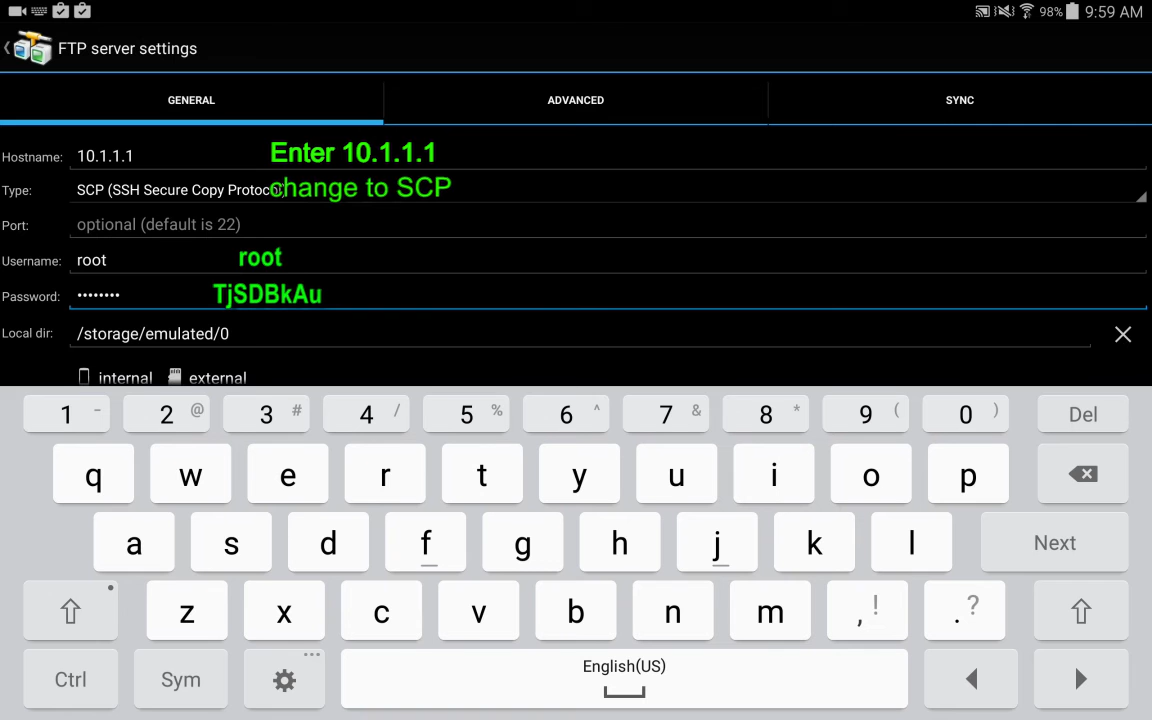 98% 9:59 AM
FTP server settings
GENERAL ADVANCED SYNC
Hostname: 10.1.1.1 Enter 10.1.1.1
Type: SCP (SSH Secure Copy Protocol) change to SCP
Port: optional (default is 22)
Username: root root
Password: •••••••• TjSDBkAu
Local dir: /storage/emulated/0
internal external
1 - 2 @ 3 # 4 / 5 % 6 ^ 7 & 8 * 9 ( 0 ) Del
q w e r t y u i o p
a s d f g h j k l Next
z x c v b n m , ! . ?
Ctrl Sym English(US)